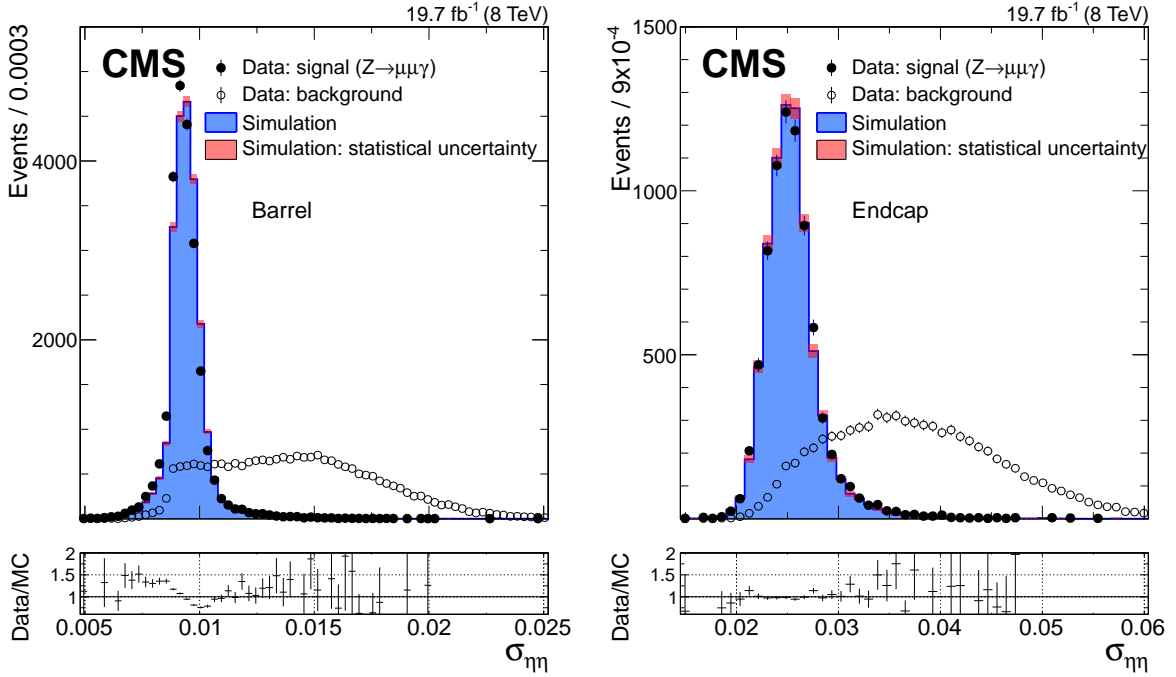 19.7 fb⁻¹ (8 TeV)
Events / 0.0003
CMS
Data: signal (Z→μμγ)
Data: background
Simulation
Simulation: statistical uncertainty
Barrel
4000
2000
Data/MC
2
1.5
1
0.005 0.01 0.015 0.02 0.025
σηη
19.7 fb⁻¹ (8 TeV)
Events / 9x10⁻⁴
1500
CMS
Data: signal (Z→μμγ)
Data: background
Simulation
Simulation: statistical uncertainty
Endcap
1000
500
Data/MC
2
1.5
1
0.02 0.03 0.04 0.05 0.06
σηη